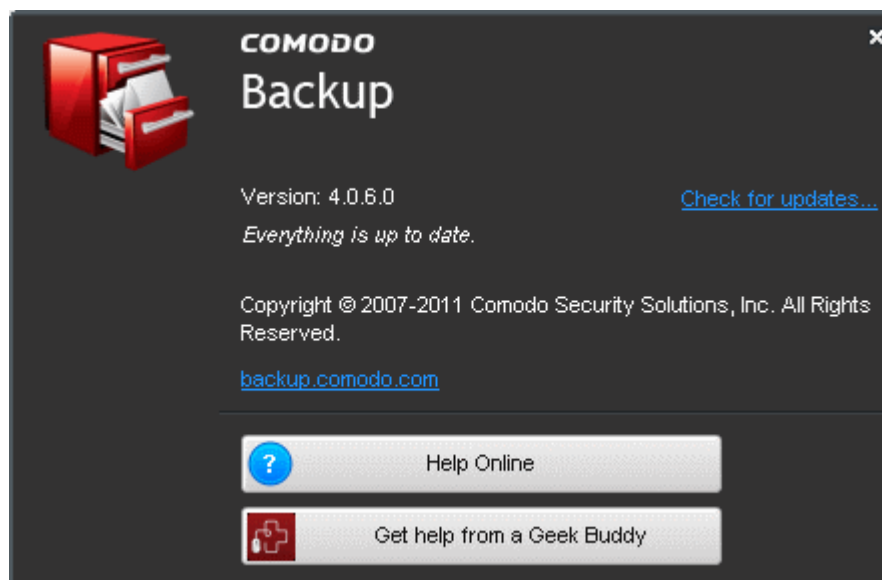 COMODO
Backup
Version: 4.0.6.0
Check for updates...
Everything is up to date.
Copyright © 2007-2011 Comodo Security Solutions, Inc. All Rights
Reserved.
backup.comodo.com
Help Online
Get help from a Geek Buddy